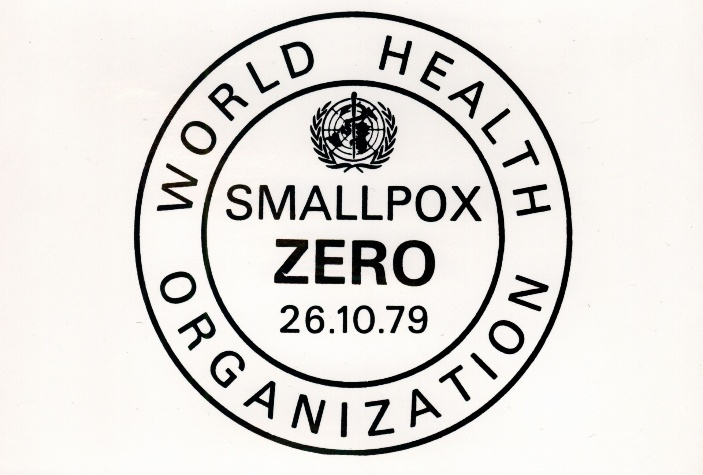 WORLD HEALTH
SMALLPOX
ZERO
26.10.79
ORGANIZATION